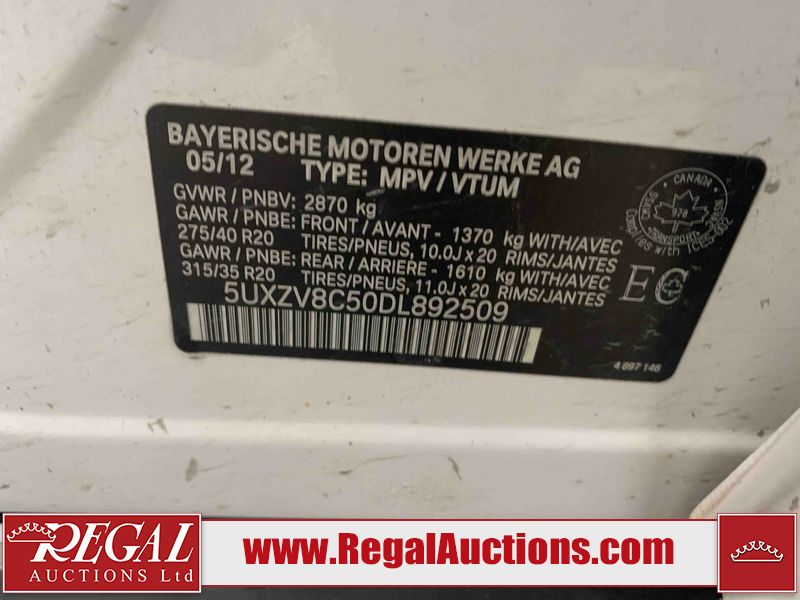 BAYERISCHE MOTOREN WERKE AG
05/12 TYPE: MPV / VTUM
GVWR / PNBV: 2870 kg
GAWR / PNBE: FRONT / AVANT - 1370 kg WITH/AVEC
275/40 R20 TIRES/PNEUS, 10.0J x 20 RIMS/JANTES
GAWR / PNBE: REAR / ARRIERE - 1610 kg WITH/AVEC
315/35 R20 TIRES/PNEUS, 11.0J x 20 RIMS/JANTES
5UXZV8C50DL892509
CANADA
978
TRANSPORT
Complies with
EC
4 897 146
REGAL
AUCTIONS Ltd
www.RegalAuctions.com